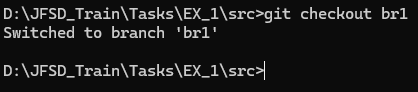 D:\JFSD_Train\Tasks\EX_1\src>git checkout br1
Switched to branch 'br1'
D:\JFSD_Train\Tasks\EX_1\src>